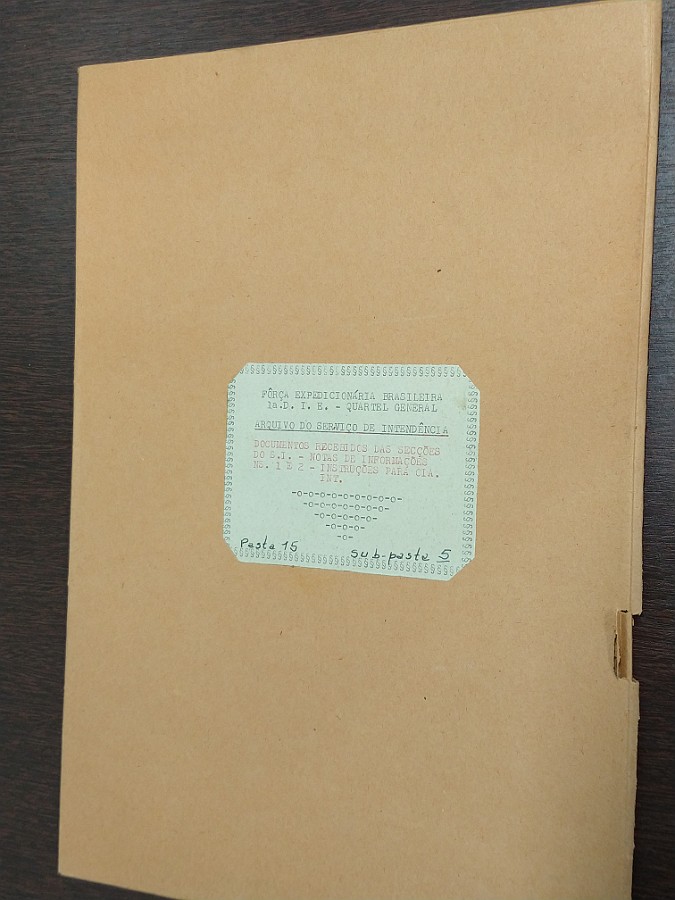 FÔRÇA EXPEDICIONÁRIA BRASILEIRA
1a.D. I. E. - QUARTEL GENERAL
ARQUIVO DO SERVIÇO DE INTENDÊNCIA
DOCUMENTOS RECEBIDOS DAS SECÇÕES
DO S.I. - NOTAS DE INFORMAÇÕES
NS. 1 E 2 - INSTRUÇÕES PARA CIA.
INT.
-o-o-o-o-o-o-o-o-o-
-o-o-o-o-o-o-o-
-o-o-o-o-o-
-o-o-o-
-o-
Pasta 15
sub-pasta 5